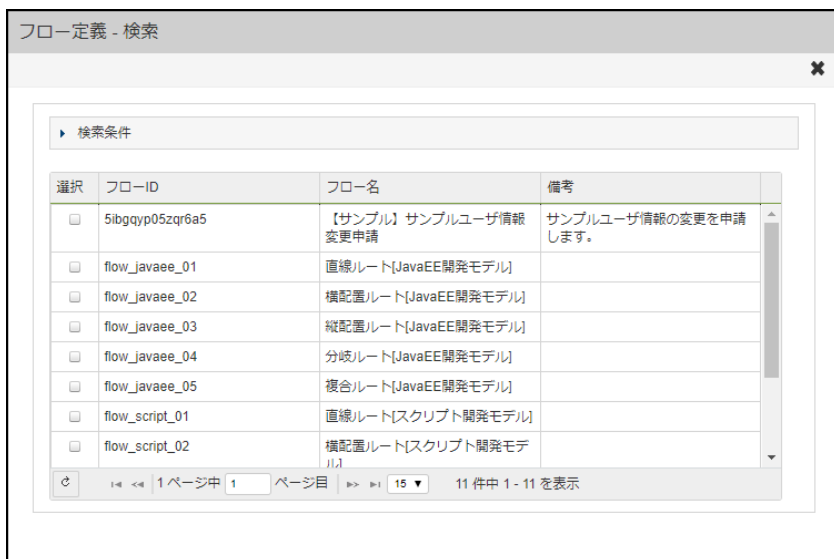 フロー定義 - 検索
検索条件
選択 フローID フロー名 備考
5ibgqyp05zqr6a5 【サンプル】サンプルユーザ情報 サンプルユーザ情報の変更を申請
変更申請 します。
flow_javaee_01 直線ルート[JavaEE開発モデル]
flow_javaee_02 横配置ルート[JavaEE開発モデル]
flow_javaee_03 縦配置ルート[JavaEE開発モデル]
flow_javaee_04 分岐ルート[JavaEE開発モデル]
flow_javaee_05 複合ルート[JavaEE開発モデル]
flow_script_01 直線ルート[スクリプト開発モデル]
flow_script_02 横配置ルート[スクリプト開発モデ
ル]
1 ページ中 1 ページ目 15 11 件中 1 - 11 を表示